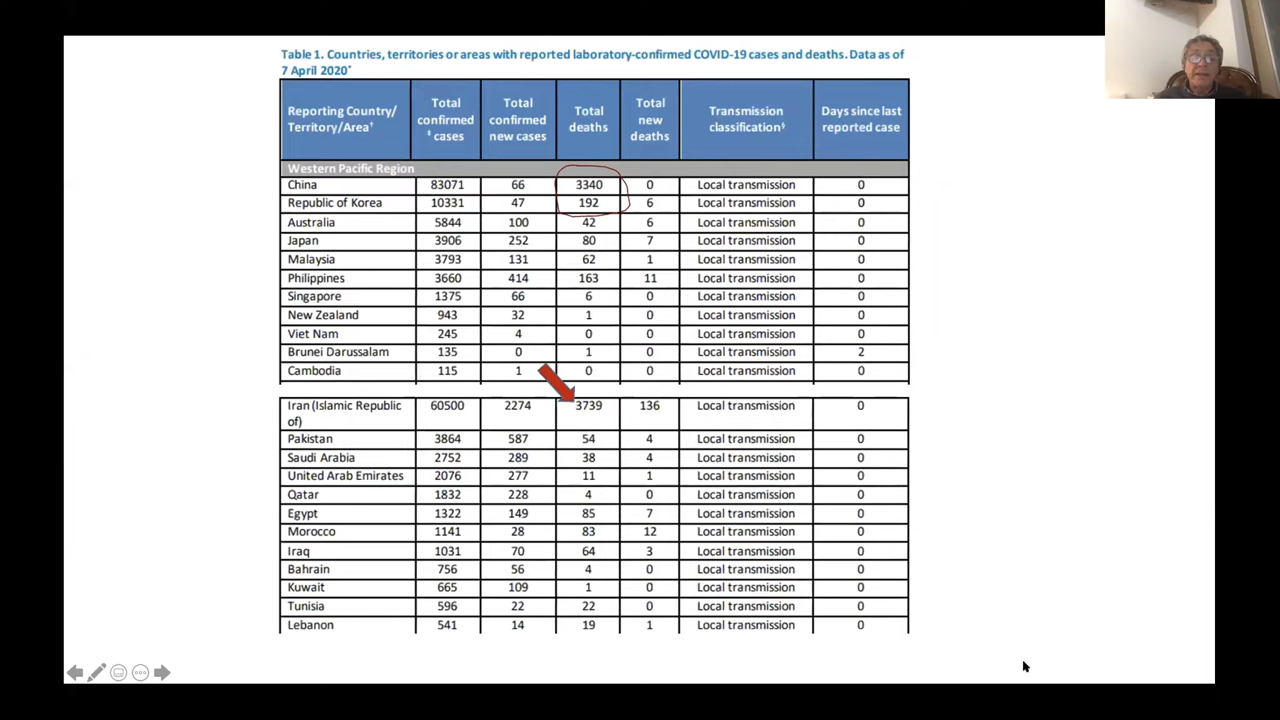 Table 1. Countries, territories or areas with reported laboratory-confirmed COVID-19 cases and deaths. Data as of
7 April 2020*
Reporting Country/ Territory/Area† Total confirmed ‡ cases Total confirmed new cases Total deaths Total new deaths Transmission classification§ Days since last reported case
Western Pacific Region
China 83071 66 3340 0 Local transmission 0
Republic of Korea 10331 47 192 6 Local transmission 0
Australia 5844 100 42 6 Local transmission 0
Japan 3906 252 80 7 Local transmission 0
Malaysia 3793 131 62 1 Local transmission 0
Philippines 3660 414 163 11 Local transmission 0
Singapore 1375 66 6 0 Local transmission 0
New Zealand 943 32 1 0 Local transmission 0
Viet Nam 245 4 0 0 Local transmission 0
Brunei Darussalam 135 0 1 0 Local transmission 2
Cambodia 115 1 0 0 Local transmission 0
Iran (Islamic Republic 60500 2274 3739 136 Local transmission 0
of)
Pakistan 3864 587 54 4 Local transmission 0
Saudi Arabia 2752 289 38 4 Local transmission 0
United Arab Emirates 2076 277 11 1 Local transmission 0
Qatar 1832 228 4 0 Local transmission 0
Egypt 1322 149 85 7 Local transmission 0
Morocco 1141 28 83 12 Local transmission 0
Iraq 1031 70 64 3 Local transmission 0
Bahrain 756 56 4 0 Local transmission 0
Kuwait 665 109 1 0 Local transmission 0
Tunisia 596 22 22 0 Local transmission 0
Lebanon 541 14 19 1 Local transmission 0